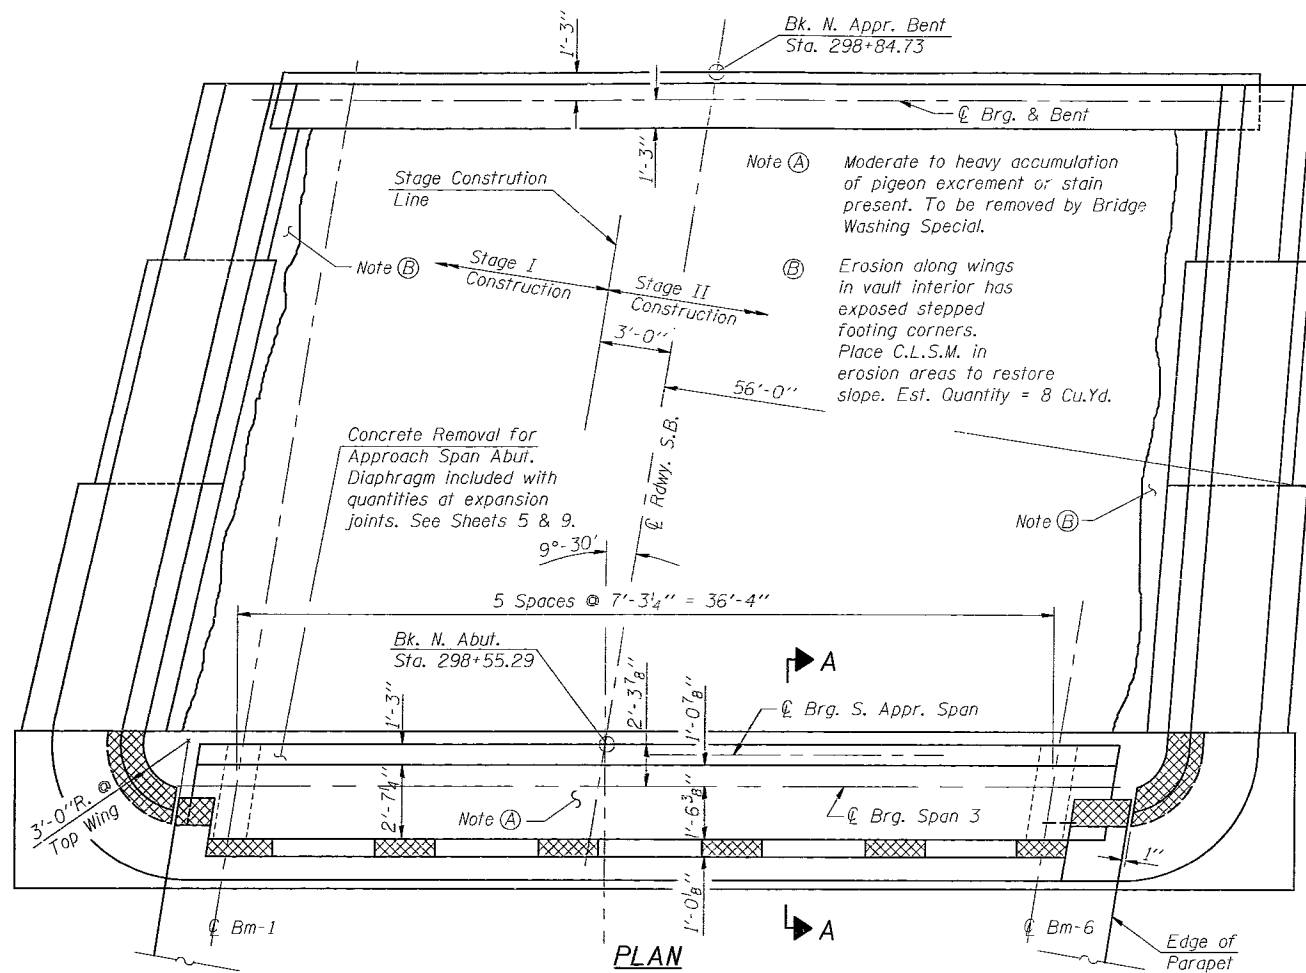 1'-3"
Bk. N. Appr. Bent
Sta. 298+84.73
℄ Brg. & Bent
1'-3"
Note Ⓐ Moderate to heavy accumulation
of pigeon excrement or stain
present. To be removed by Bridge
Washing Special.
Stage Constrution
Line
Note Ⓑ
Stage I
Construction
Stage II
Construction
Ⓑ Erosion along wings
in vault interior has
exposed stepped
footing corners.
Place C.L.S.M. in
erosion areas to restore
slope. Est. Quantity = 8 Cu.Yd.
3'-0"
56'-0"
Concrete Removal for
Approach Span Abut.
Diaphragm included with
quantities at expansion
joints. See Sheets 5 & 9.
℄ Rdwy. S.B.
Note Ⓑ
9°-30'
5 Spaces @ 7'-3¼" = 36'-4"
Bk. N. Abut.
Sta. 298+55.29
A
1'-3"
2'-3⅞"
1'-0⅞"
℄ Brg. S. Appr. Span
3'-0"R. @
Top Wing
2'-7¼"
Note Ⓐ
1'-6⅜"
℄ Brg. Span 3
1"
1'-0⅛"
℄ Bm-1
A
℄ Bm-6
Edge of
Parapet
PLAN